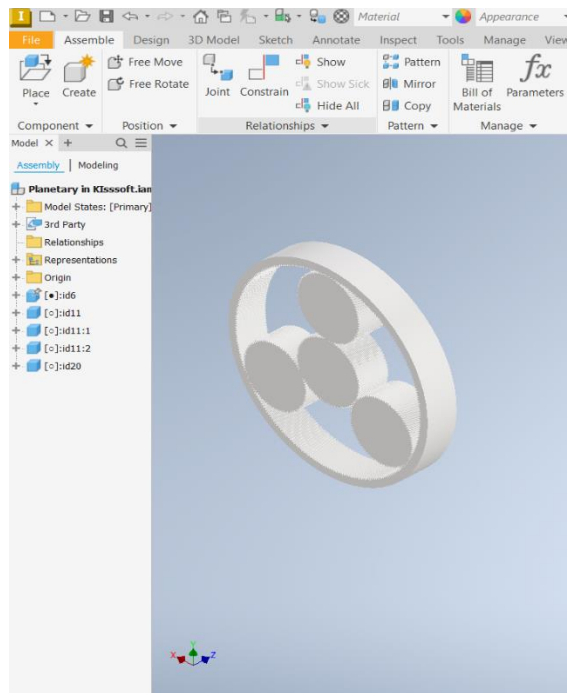 I Material Appearance
File Assemble Design 3D Model Sketch Annotate Inspect Tools Manage View
Place Create Free Move
Free Rotate
Joint Constrain Show
Show Sick
Hide All
Pattern
Mirror
Copy
Bill of Materials
fx
Parameters
Component Position Relationships Pattern Manage
Model X +
Assembly | Modeling
Planetary in KIsssoft.iam
Model States: [Primary]
3rd Party
Relationships
Representations
Origin
[●]:id6
[○]:id11
[○]:id11:1
[○]:id11:2
[○]:id20
Y
X Z